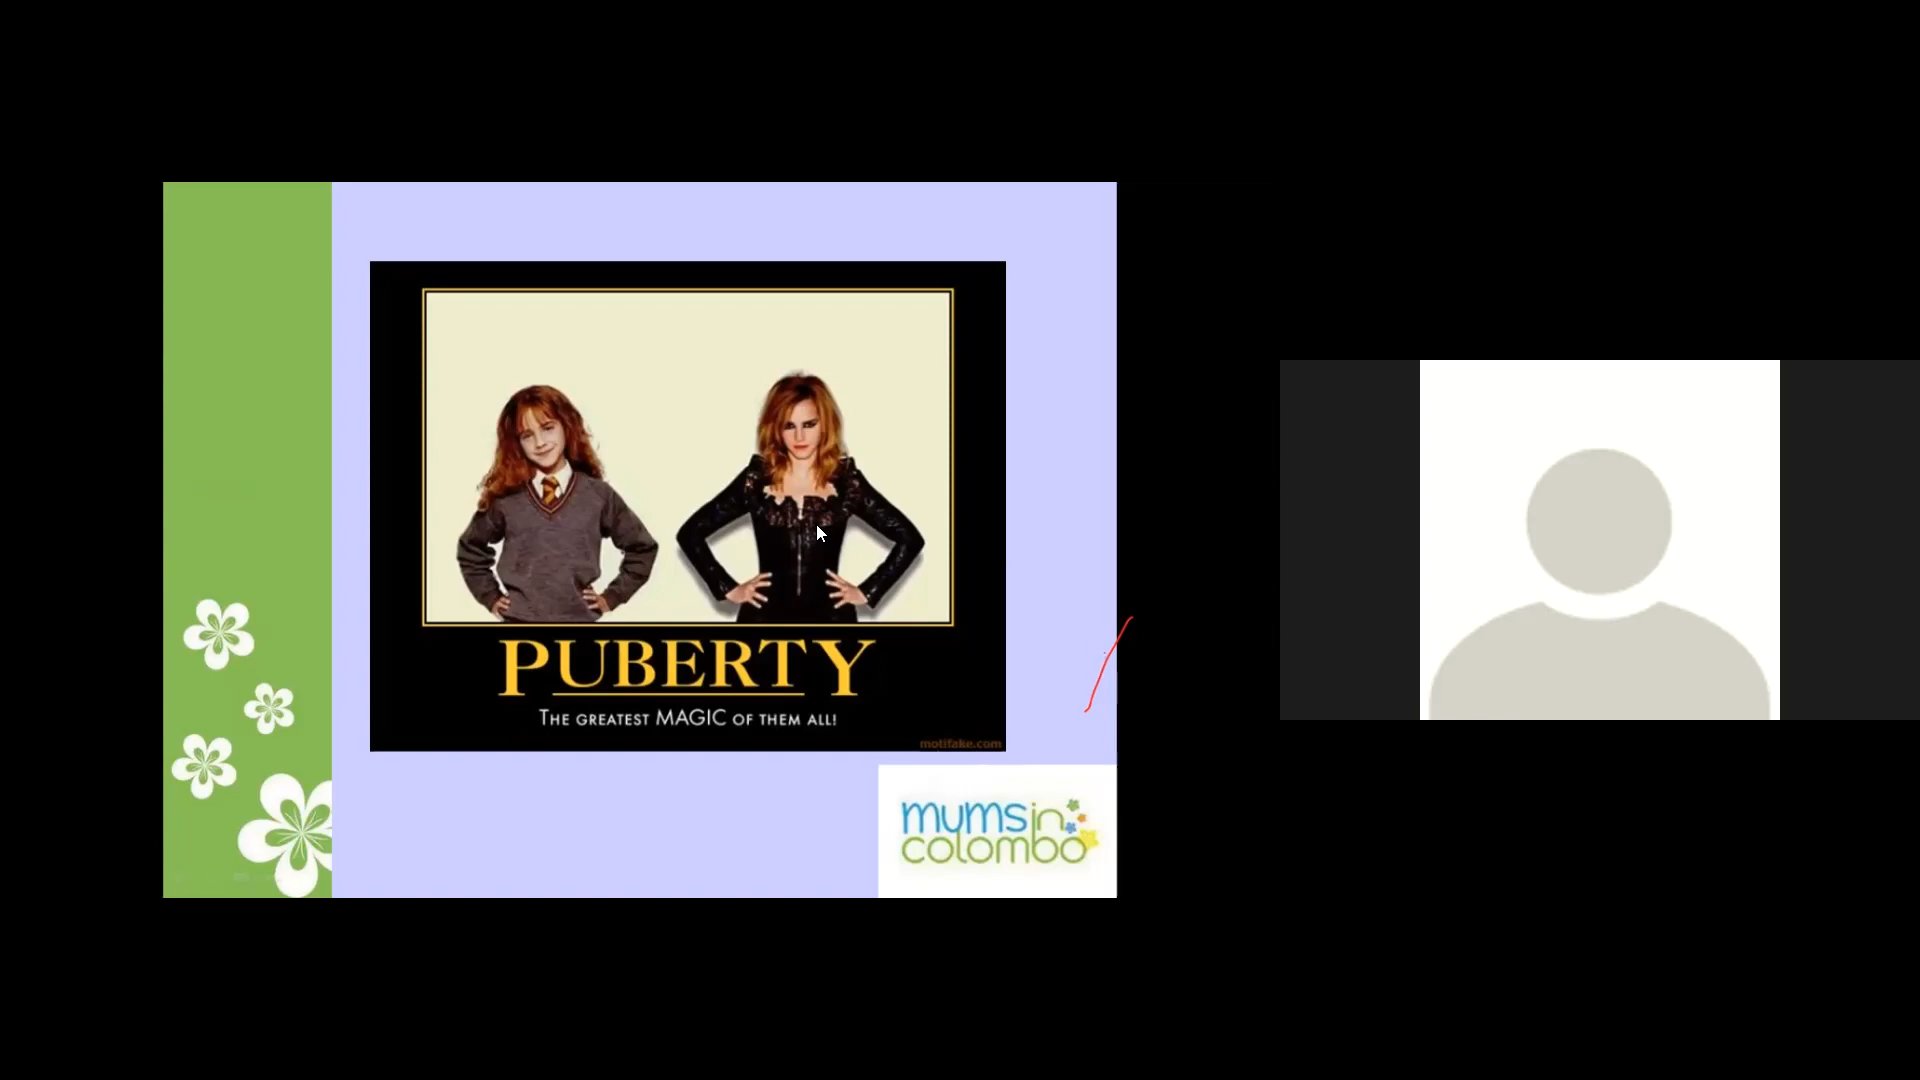 PUBERTY
THE GREATEST MAGIC OF THEM ALL!
motifake.com
mumsin
colombo